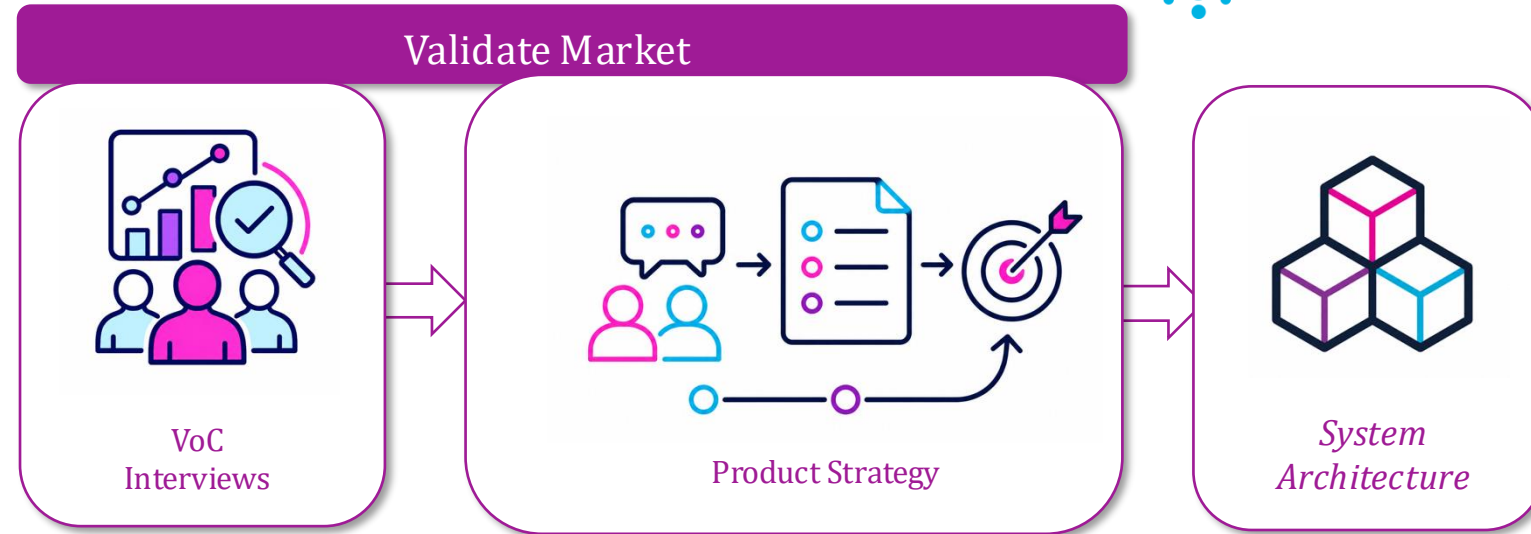 Validate Market
VoC
Interviews
Product Strategy
System
Architecture